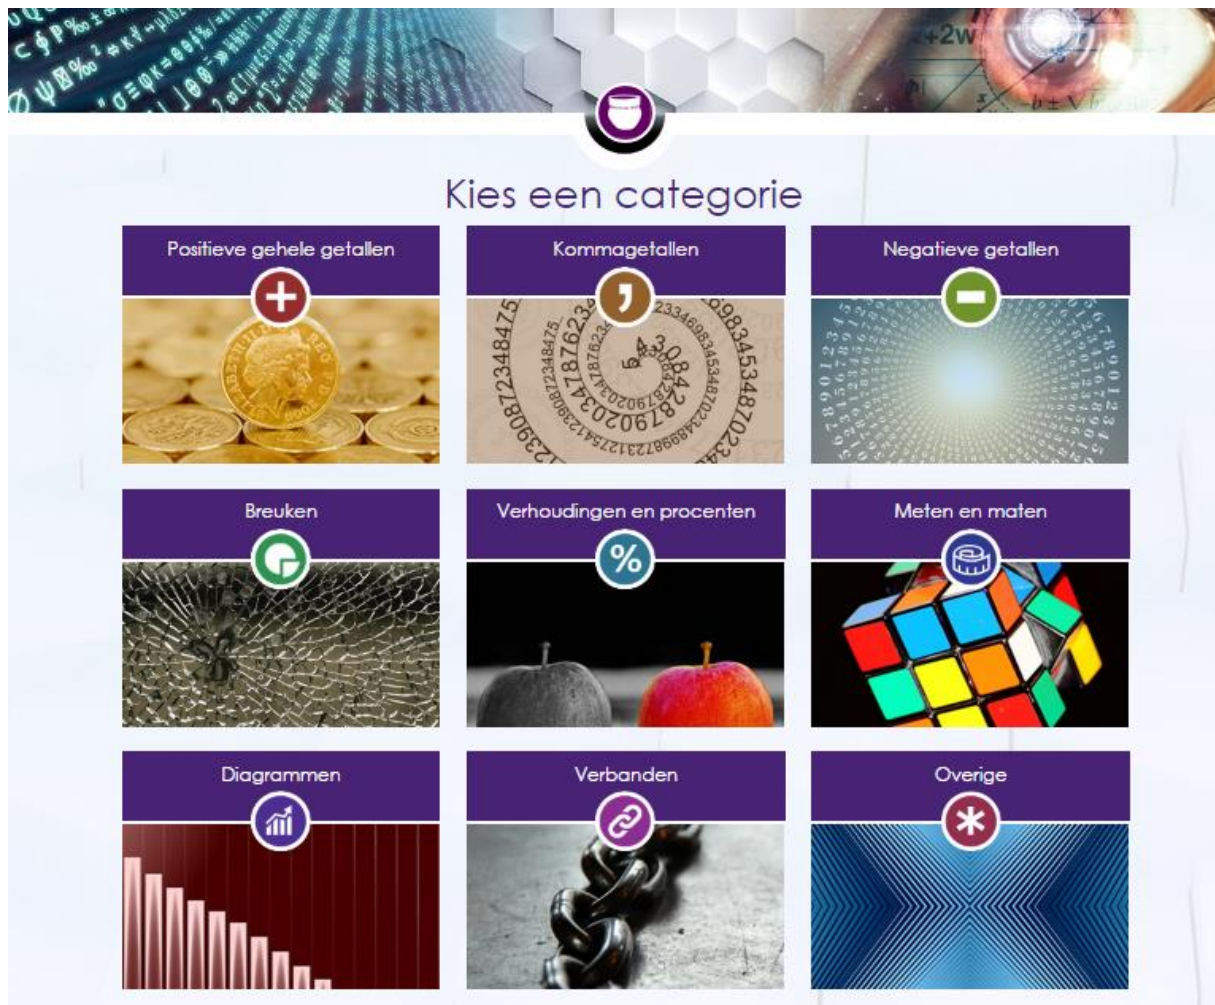 Kies een categorie
Positieve gehele getallen
Kommagetallen
Negatieve getallen
Breuken
Verhoudingen en procenten
%
Meten en maten
Diagrammen
Verbanden
Overige